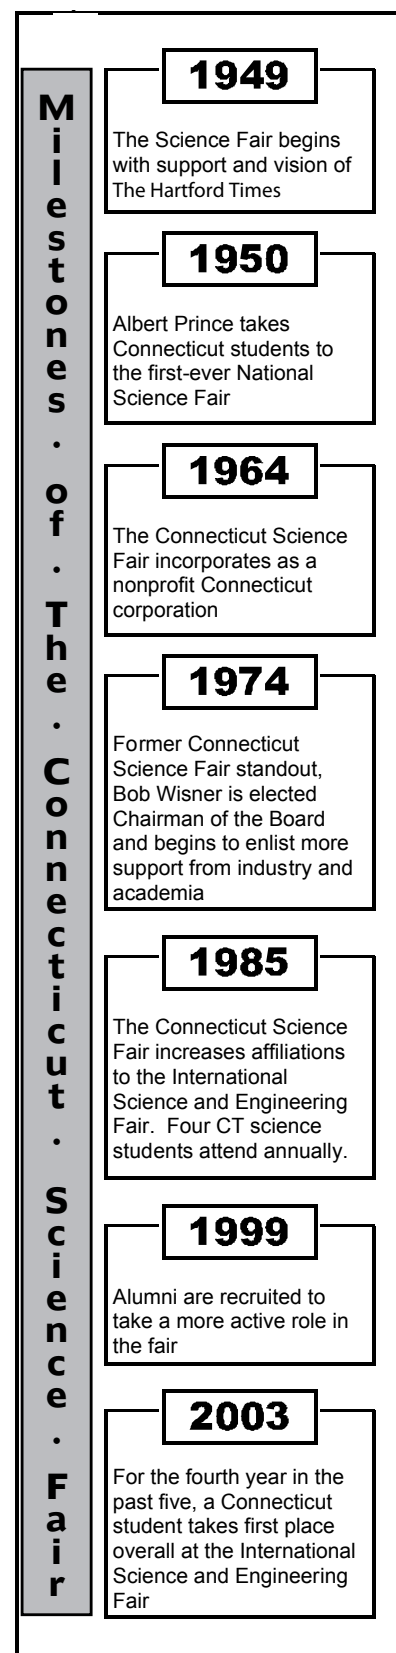 Milestones · of · The · Connecticut · Science · Fair
1949
The Science Fair begins
with support and vision of
The Hartford Times
1950
Albert Prince takes
Connecticut students to
the first-ever National
Science Fair
1964
The Connecticut Science
Fair incorporates as a
nonprofit Connecticut
corporation
1974
Former Connecticut
Science Fair standout,
Bob Wisner is elected
Chairman of the Board
and begins to enlist more
support from industry and
academia
1985
The Connecticut Science
Fair increases affiliations
to the International
Science and Engineering
Fair.  Four CT science
students attend annually.
1999
Alumni are recruited to
take a more active role in
the fair
2003
For the fourth year in the
past five, a Connecticut
student takes first place
overall at the International
Science and Engineering
Fair